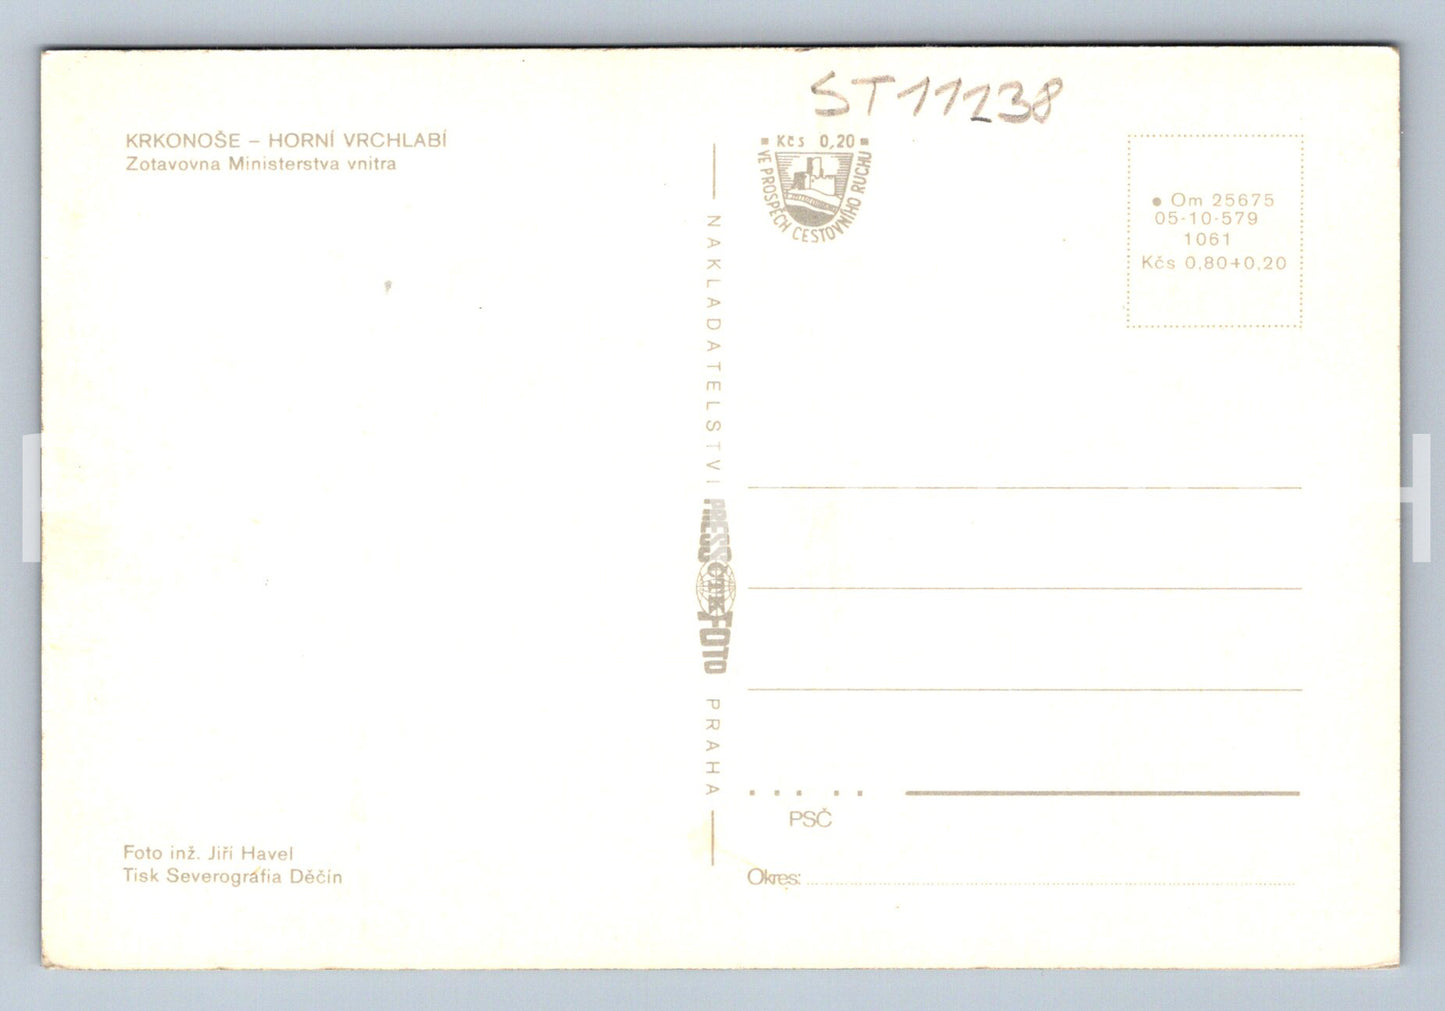 ST11238
KRKONOŠE – HORNÍ VRCHLABÍ
Zotavovna Ministerstva vnitra
Kčs 0,20
VE PROSPĚCH CESTOVNÍHO RUCHU
• Om 25675
05-10-579
1061
Kčs 0,80+0,20
NAKLADATELSTVÍ
PRESSFOTO
ČTK
PRAHA
PSČ
Okres:
Foto inž. Jiří Havel
Tisk Severografia Děčín